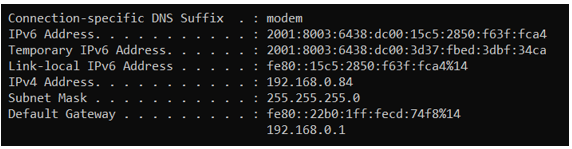 Connection-specific DNS Suffix  . : modem
IPv6 Address. . . . . . . . . . . : 2001:8003:6438:dc00:15c5:2850:f63f:fca4
Temporary IPv6 Address. . . . . . : 2001:8003:6438:dc00:3d37:fbed:3dbf:34ca
Link-local IPv6 Address . . . . . : fe80::15c5:2850:f63f:fca4%14
IPv4 Address. . . . . . . . . . . : 192.168.0.84
Subnet Mask . . . . . . . . . . . : 255.255.255.0
Default Gateway . . . . . . . . . : fe80::22b0:1ff:fecd:74f8%14
192.168.0.1